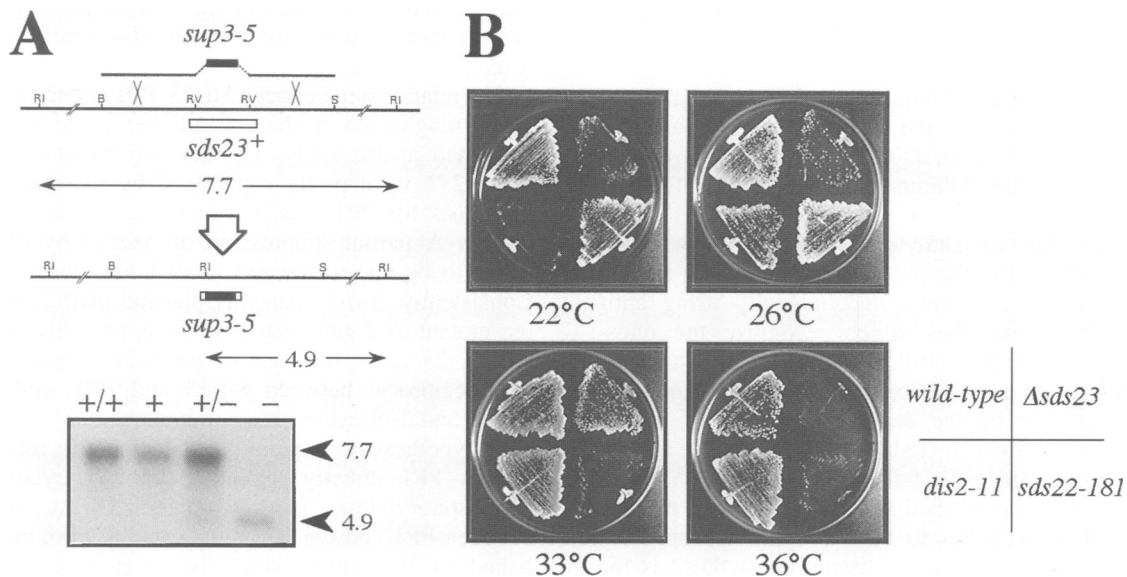 A
sup3-5
RI B RV RV S RI
sds23+
7.7
RI B RI S RI
sup3-5
4.9
+/+ + +/− −
7.7
4.9
B
22°C 26°C
33°C 36°C
wild-type Δsds23
dis2-11 sds22-181